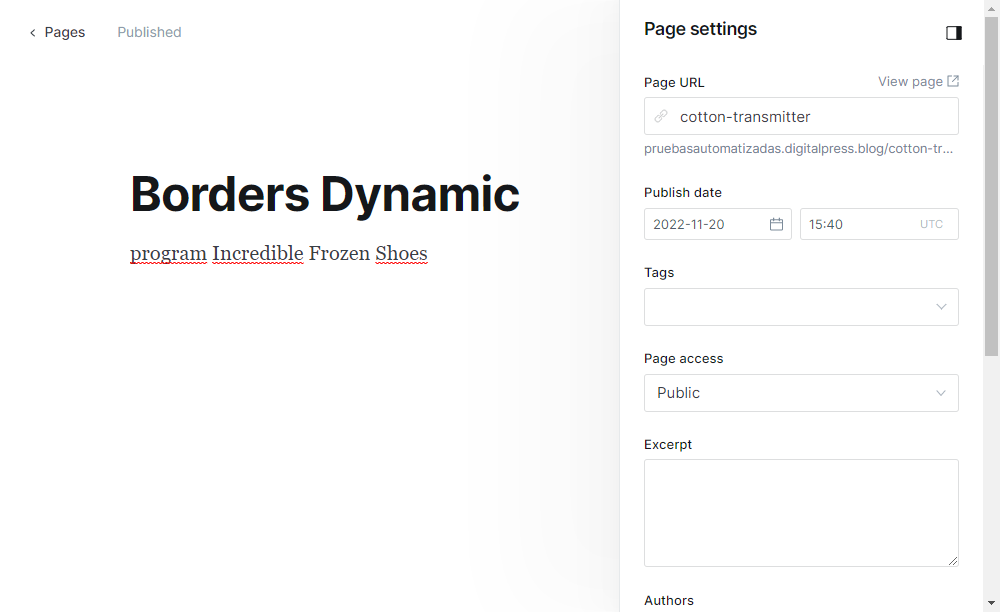 Pages Published
Borders Dynamic
program Incredible Frozen Shoes
Page settings
Page URL View page
cotton-transmitter
pruebasautomatizadas.digitalpress.blog/cotton-tr...
Publish date
2022-11-20 15:40 UTC
Tags
Page access
Public
Excerpt
Authors